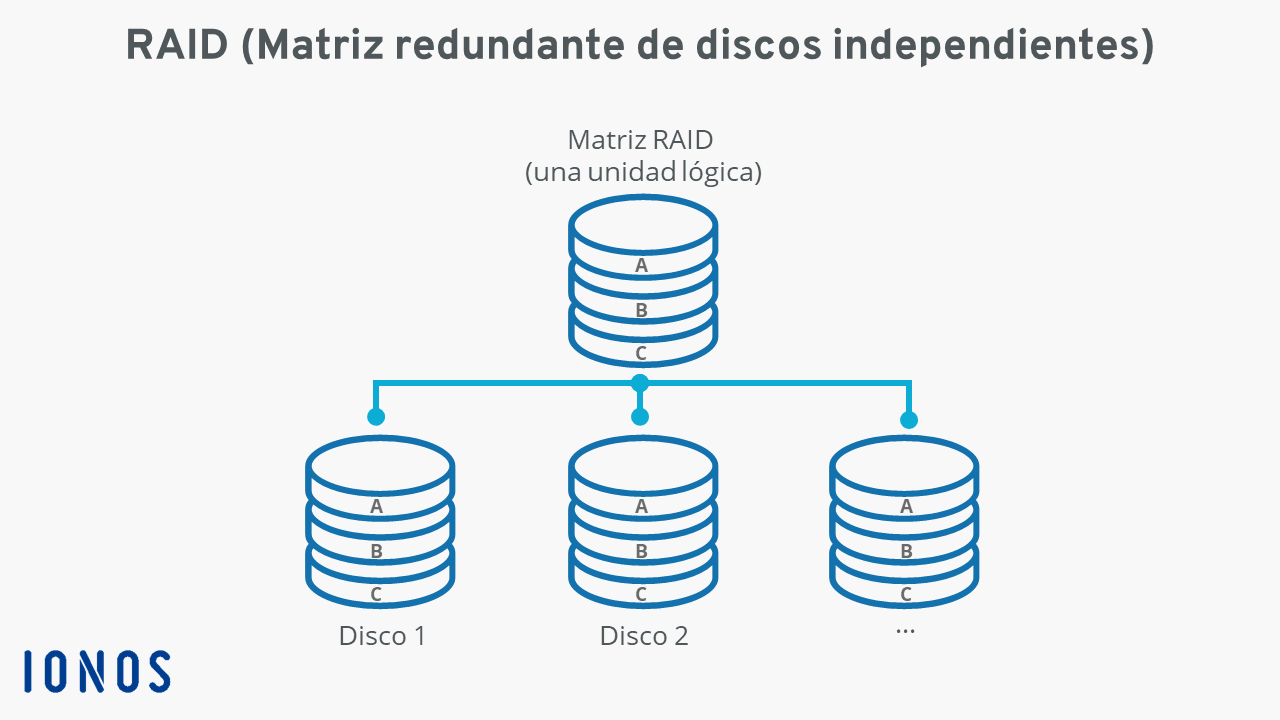 RAID (Matriz redundante de discos independientes)
Matriz RAID
(una unidad lógica)
A
B
C
A
B
C
A
B
C
A
B
C
Disco 1
Disco 2
...
IONOS